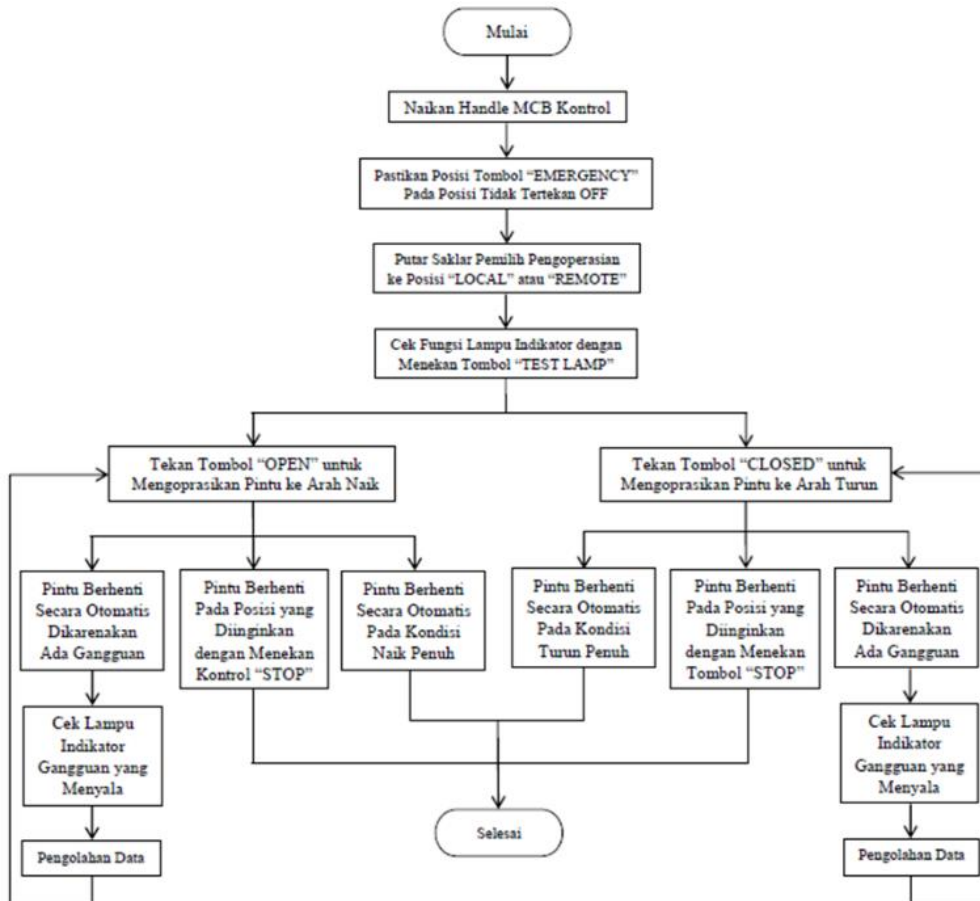 Mulai
Naikan Handle MCB Kontrol
Pastikan Posisi Tombol “EMERGENCY”
Pada Posisi Tidak Tertekan OFF
Putar Saklar Pemilih Pengoperasian
ke Posisi “LOCAL” atau “REMOTE”
Cek Fungsi Lampu Indikator dengan
Menekan Tombol “TEST LAMP”
Tekan Tombol “OPEN” untuk
Mengoprasikan Pintu ke Arah Naik
Tekan Tombol “CLOSED” untuk
Mengoprasikan Pintu ke Arah Turun
Pintu Berhenti
Secara Otomatis
Dikarenakan
Ada Gangguan
Pintu Berhenti
Pada Posisi yang
Diinginkan
dengan Menekan
Kontrol “STOP”
Pintu Berhenti
Secara Otomatis
Pada Kondisi
Naik Penuh
Pintu Berhenti
Secara Otomatis
Pada Kondisi
Turun Penuh
Pintu Berhenti
Pada Posisi yang
Diinginkan
dengan Menekan
Tombol “STOP”
Pintu Berhenti
Secara Otomatis
Dikarenakan
Ada Gangguan
Cek Lampu
Indikator
Gangguan yang
Menyala
Cek Lampu
Indikator
Gangguan yang
Menyala
Selesai
Pengolahan Data
Pengolahan Data